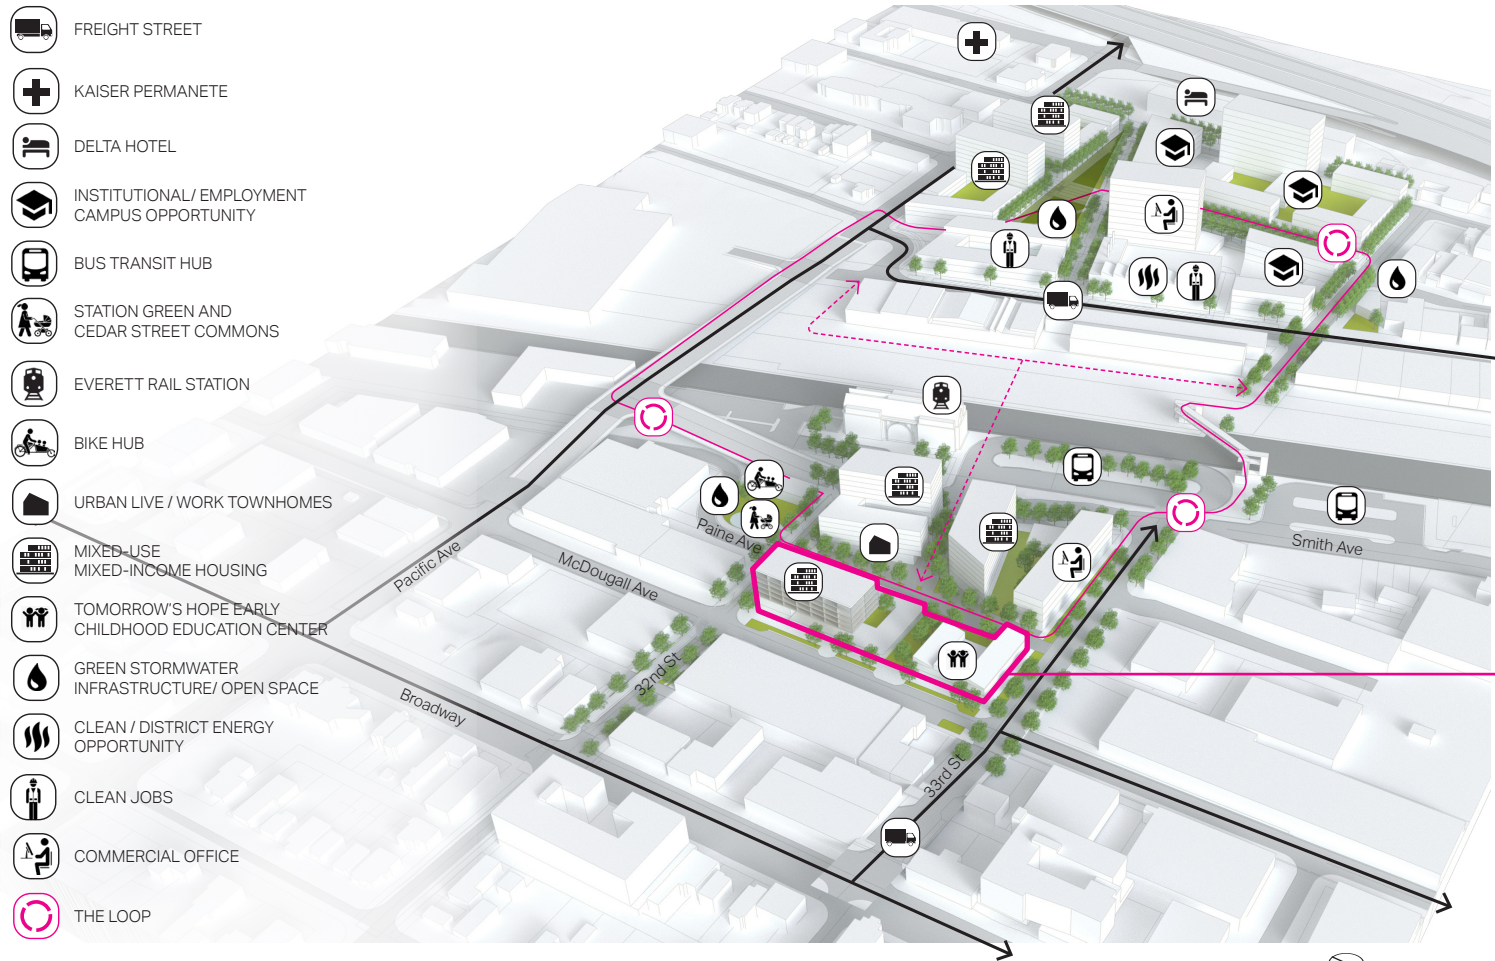 FREIGHT STREET
KAISER PERMANETE
DELTA HOTEL
INSTITUTIONAL/ EMPLOYMENT
CAMPUS OPPORTUNITY
BUS TRANSIT HUB
STATION GREEN AND
CEDAR STREET COMMONS
EVERETT RAIL STATION
BIKE HUB
URBAN LIVE / WORK TOWNHOMES
MIXED-USE
MIXED-INCOME HOUSING
TOMORROW'S HOPE EARLY
CHILDHOOD EDUCATION CENTER
GREEN STORMWATER
INFRASTRUCTURE/ OPEN SPACE
CLEAN / DISTRICT ENERGY
OPPORTUNITY
CLEAN JOBS
COMMERCIAL OFFICE
THE LOOP
Pacific Ave
McDougall Ave
Paine Ave
Smith Ave
32nd St
Broadway
33rd St